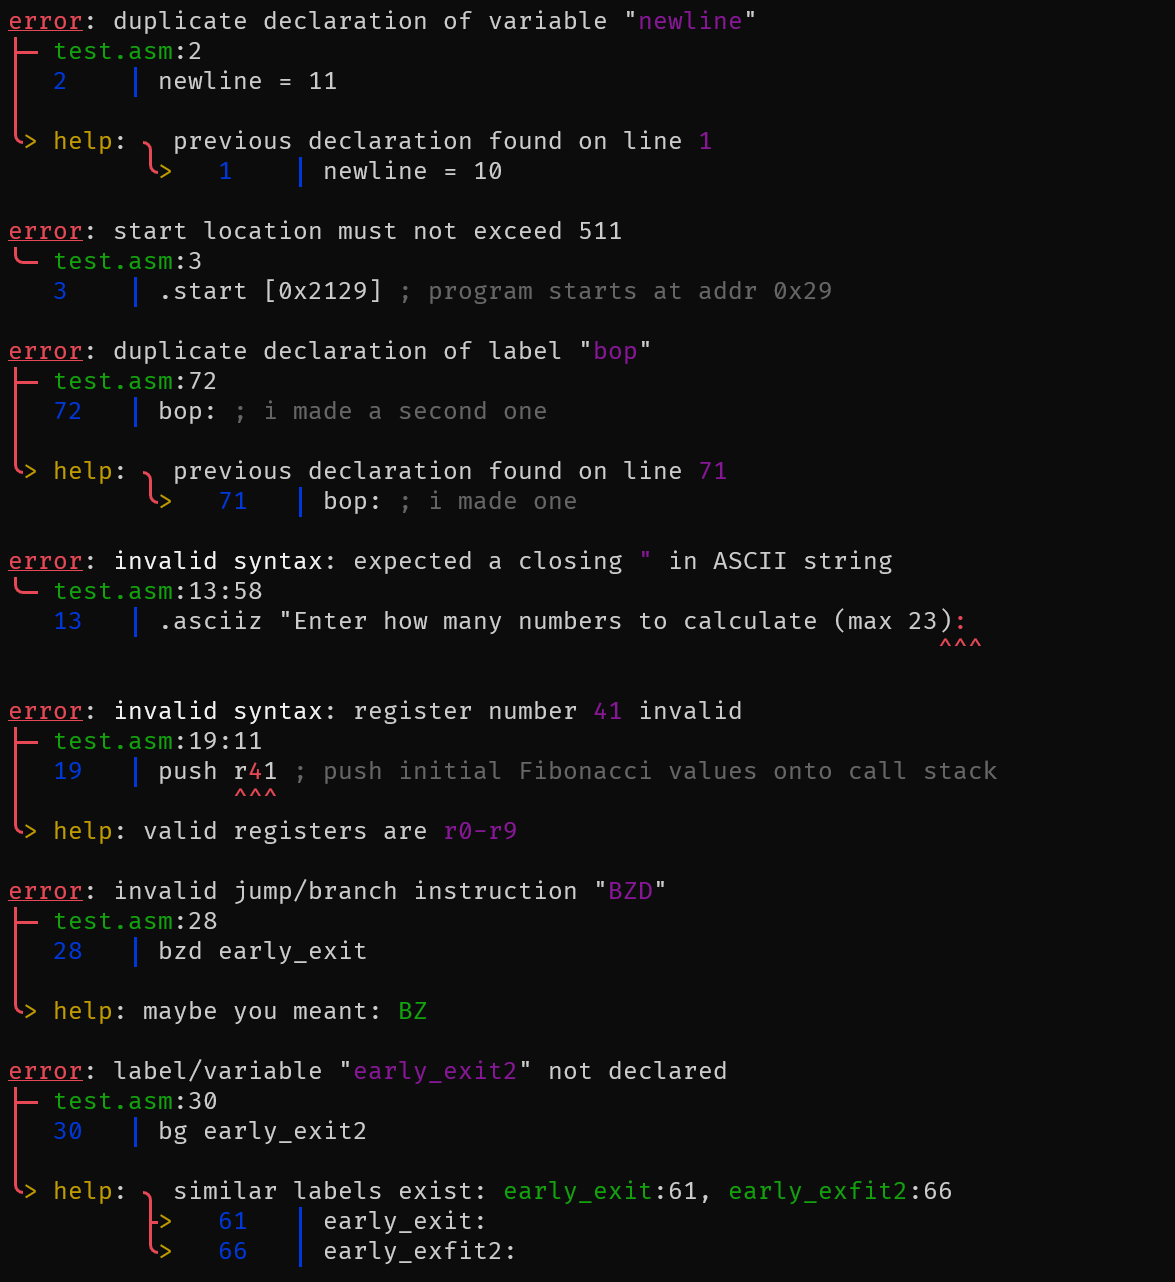 error: duplicate declaration of variable "newline"
test.asm:2
2 | newline = 11
> help: previous declaration found on line 1
> 1 | newline = 10
error: start location must not exceed 511
test.asm:3
3 | .start [0x2129] ; program starts at addr 0x29
error: duplicate declaration of label "bop"
test.asm:72
72 | bop: ; i made a second one
> help: previous declaration found on line 71
> 71 | bop: ; i made one
error: invalid syntax: expected a closing " in ASCII string
test.asm:13:58
13 | .asciiz "Enter how many numbers to calculate (max 23):
^^^
error: invalid syntax: register number 41 invalid
test.asm:19:11
19 | push r41 ; push initial Fibonacci values onto call stack
^^^
> help: valid registers are r0-r9
error: invalid jump/branch instruction "BZD"
test.asm:28
28 | bzd early_exit
> help: maybe you meant: BZ
error: label/variable "early_exit2" not declared
test.asm:30
30 | bg early_exit2
> help: similar labels exist: early_exit:61, early_exfit2:66
> 61 | early_exit:
> 66 | early_exfit2: